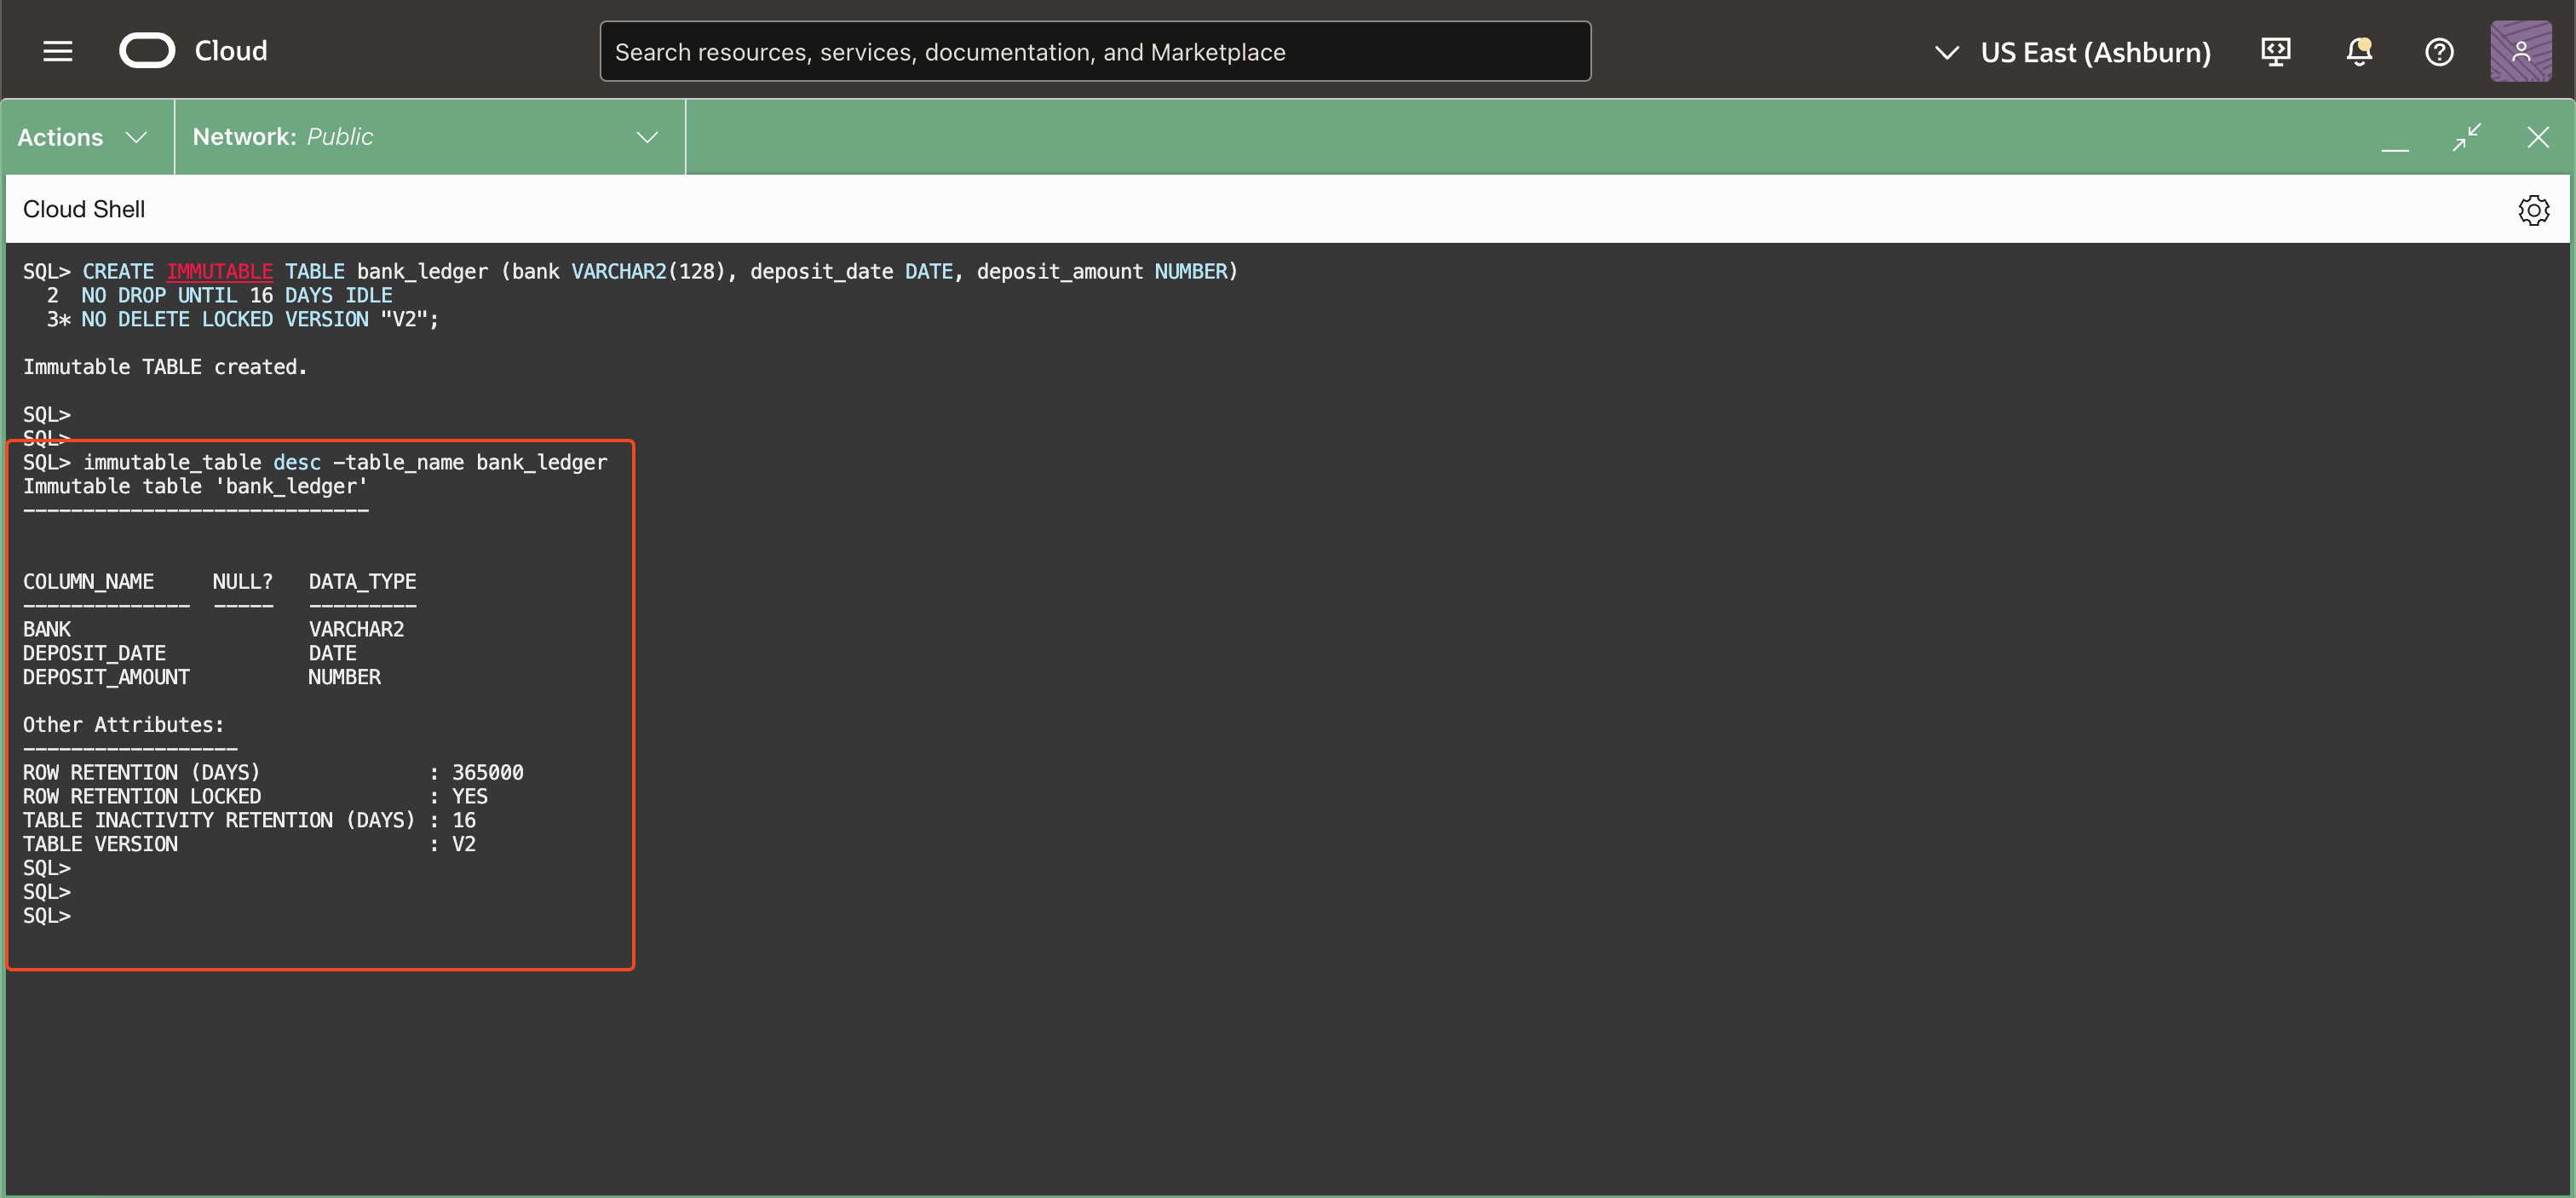 Cloud
Search resources, services, documentation, and Marketplace
US East (Ashburn)
Actions
Network: Public
Cloud Shell
SQL> CREATE IMMUTABLE TABLE bank_ledger (bank VARCHAR2(128), deposit_date DATE, deposit_amount NUMBER)
  2  NO DROP UNTIL 16 DAYS IDLE
  3* NO DELETE LOCKED VERSION "V2";
Immutable TABLE created.
SQL>
SQL>
SQL> immutable_table desc -table_name bank_ledger
Immutable table 'bank_ledger'
-----------------------------
COLUMN_NAME     NULL?   DATA_TYPE
--------------  -----   ---------
BANK                    VARCHAR2
DEPOSIT_DATE            DATE
DEPOSIT_AMOUNT          NUMBER
Other Attributes:
------------------
ROW RETENTION (DAYS)              : 365000
ROW RETENTION LOCKED              : YES
TABLE INACTIVITY RETENTION (DAYS) : 16
TABLE VERSION                     : V2
SQL>
SQL>
SQL>